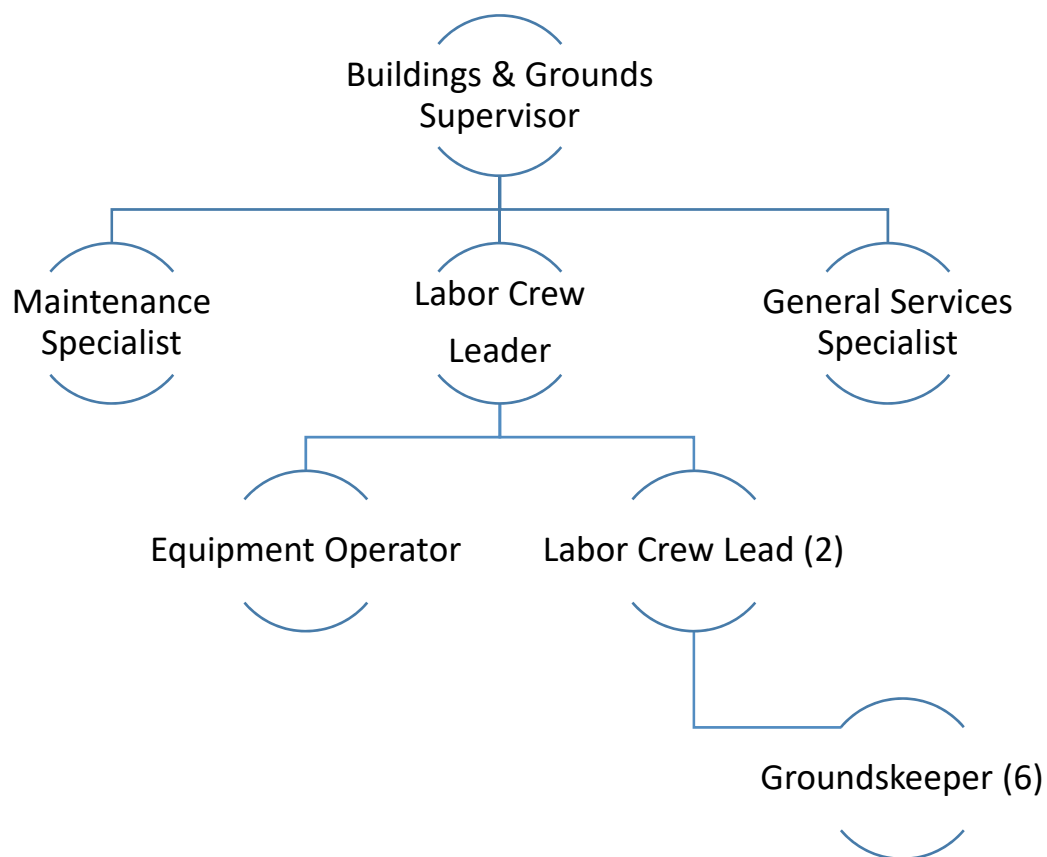 Buildings & Grounds
Supervisor
Maintenance
Specialist
Labor Crew
Leader
General Services
Specialist
Equipment Operator
Labor Crew Lead (2)
Groundskeeper (6)